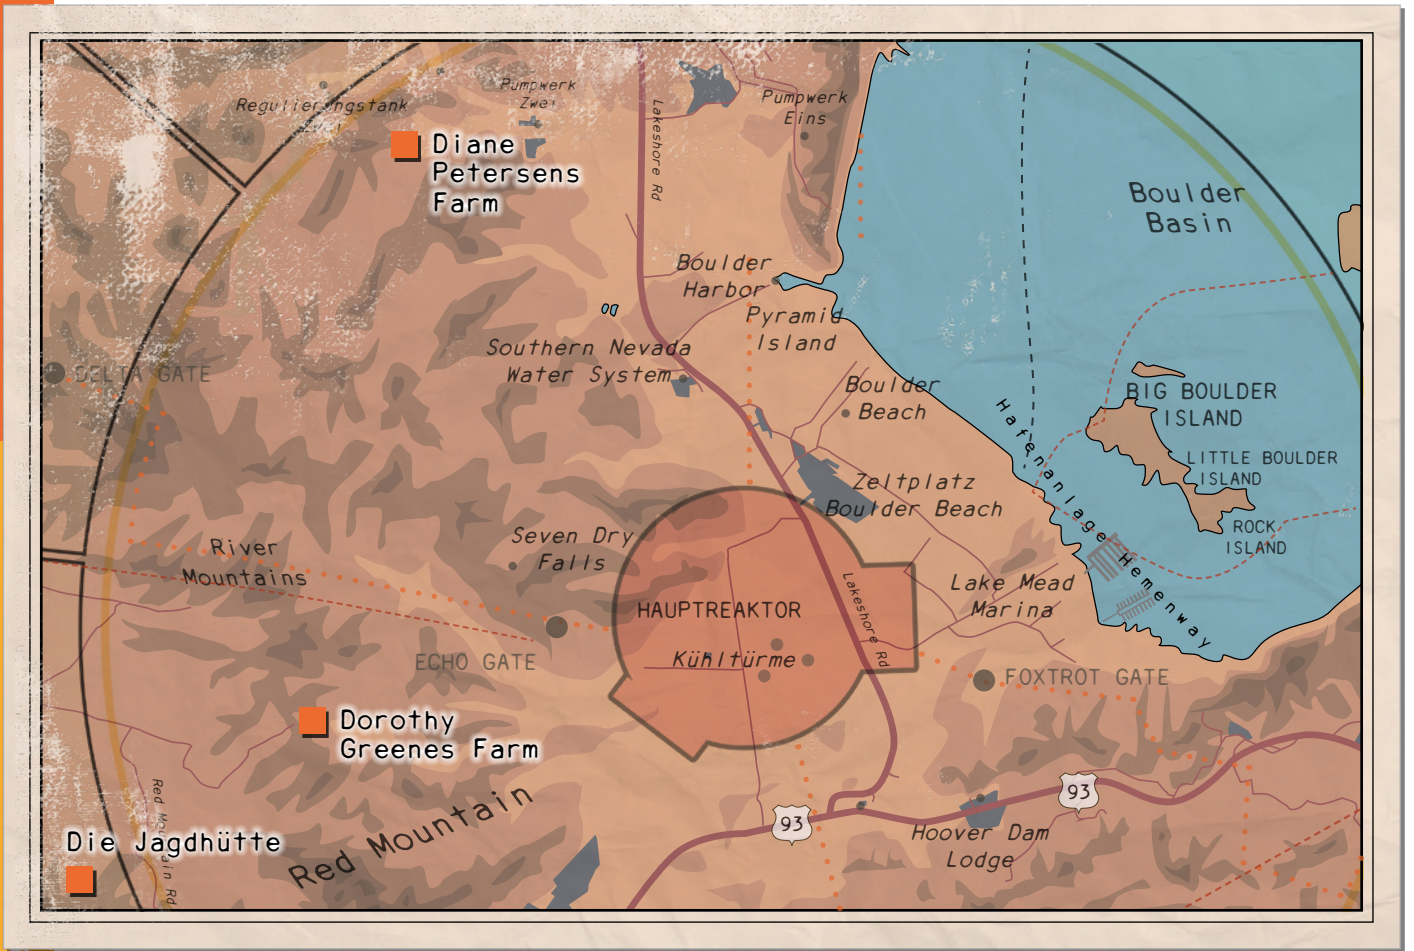 Regulierungstank
Pumpwerk
Zwei
Pumpwerk
Eins
Lakeshore Rd
Diane
Petersens
Farm
Boulder
Basin
Boulder
Harbor
Pyramid
Island
Southern Nevada
Water System
DELTA GATE
Boulder
Beach
BIG BOULDER
ISLAND
Hafenanlage Hemenway
LITTLE BOULDER
ISLAND
Zeltplatz
Boulder Beach
ROCK
ISLAND
Seven Dry
Falls
River
Mountains
Lake Mead
Marina
HAUPTREAKTOR
Lakeshore Rd
Kühltürme
ECHO GATE
FOXTROT GATE
Dorothy
Greenes Farm
93
93
Red Mountain
Red Mountain Rd
Hoover Dam
Lodge
Die Jagdhütte